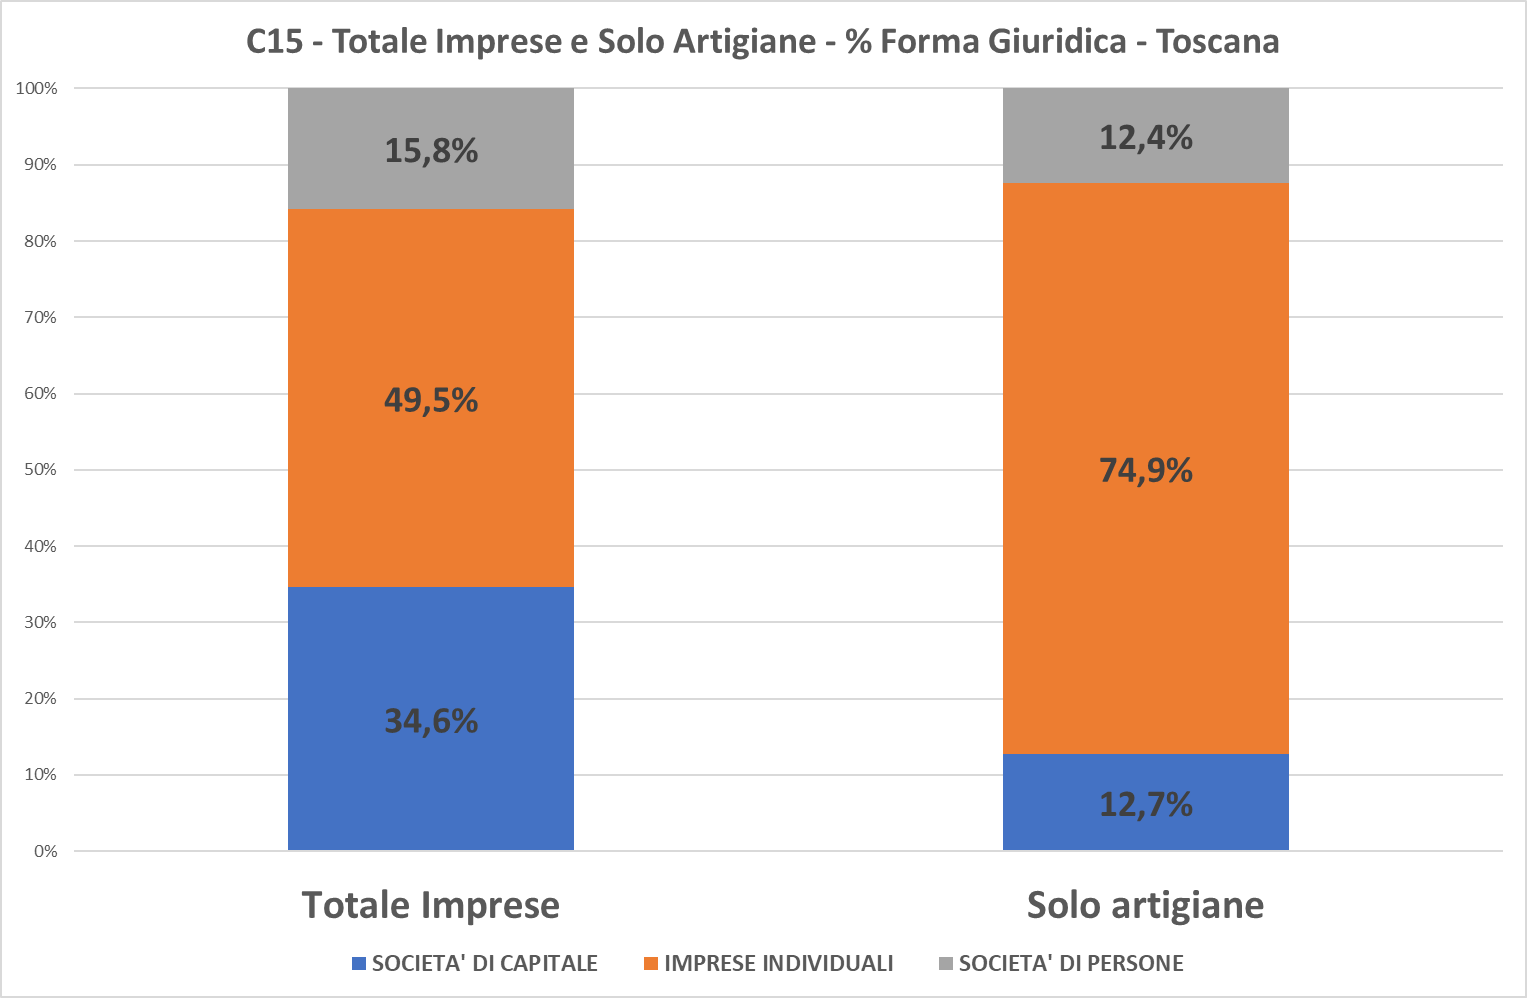 C15 - Totale Imprese e Solo Artigiane - % Forma Giuridica - Toscana
100%
90%
80%
70%
60%
50%
40%
30%
20%
10%
0%
15,8%
49,5%
34,6%
12,4%
74,9%
12,7%
Totale Imprese
Solo artigiane
SOCIETA' DI CAPITALE
IMPRESE INDIVIDUALI
SOCIETA' DI PERSONE